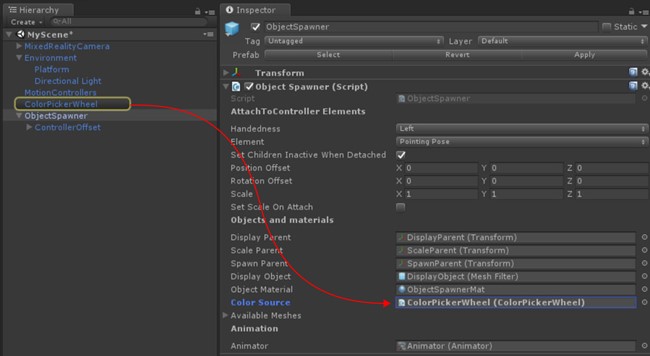 Hierarchy
Create
All
MyScene*
MixedRealityCamera
Environment
Platform
Directional Light
MotionControllers
ColorPickerWheel
ObjectSpawner
ControllerOffset
Inspector
ObjectSpawner Static
Tag Untagged Layer Default
Prefab Select Revert Apply
Transform
Object Spawner (Script)
Script ObjectSpawner
AttachToController Elements
Handedness Left
Element Pointing Pose
Set Children Inactive When Detached
Position Offset X 0 Y 0 Z 0
Rotation Offset X 0 Y 0 Z 0
Scale X 1 Y 1 Z 1
Set Scale On Attach
Objects and materials
Display Parent DisplayParent (Transform)
Scale Parent ScaleParent (Transform)
Spawn Parent SpawnParent (Transform)
Display Object DisplayObject (Mesh Filter)
Object Material ObjectSpawnerMat
Color Source ColorPickerWheel (ColorPickerWheel)
Available Meshes
Animation
Animator Animator (Animator)